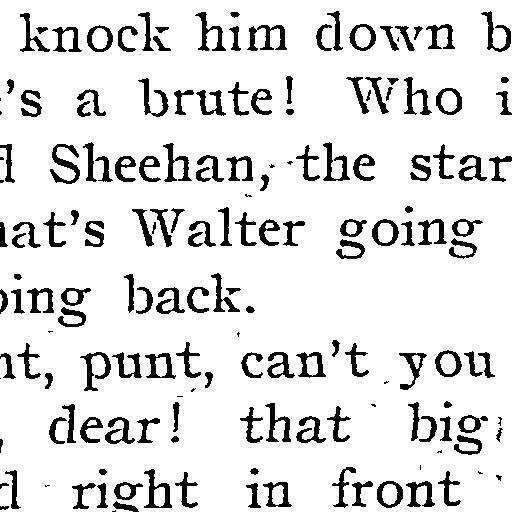 knock him down b
's a brute! Who i
d Sheehan, the star
hat's Walter going
oing back.
nt, punt, can't you
, dear! that big
d right in front